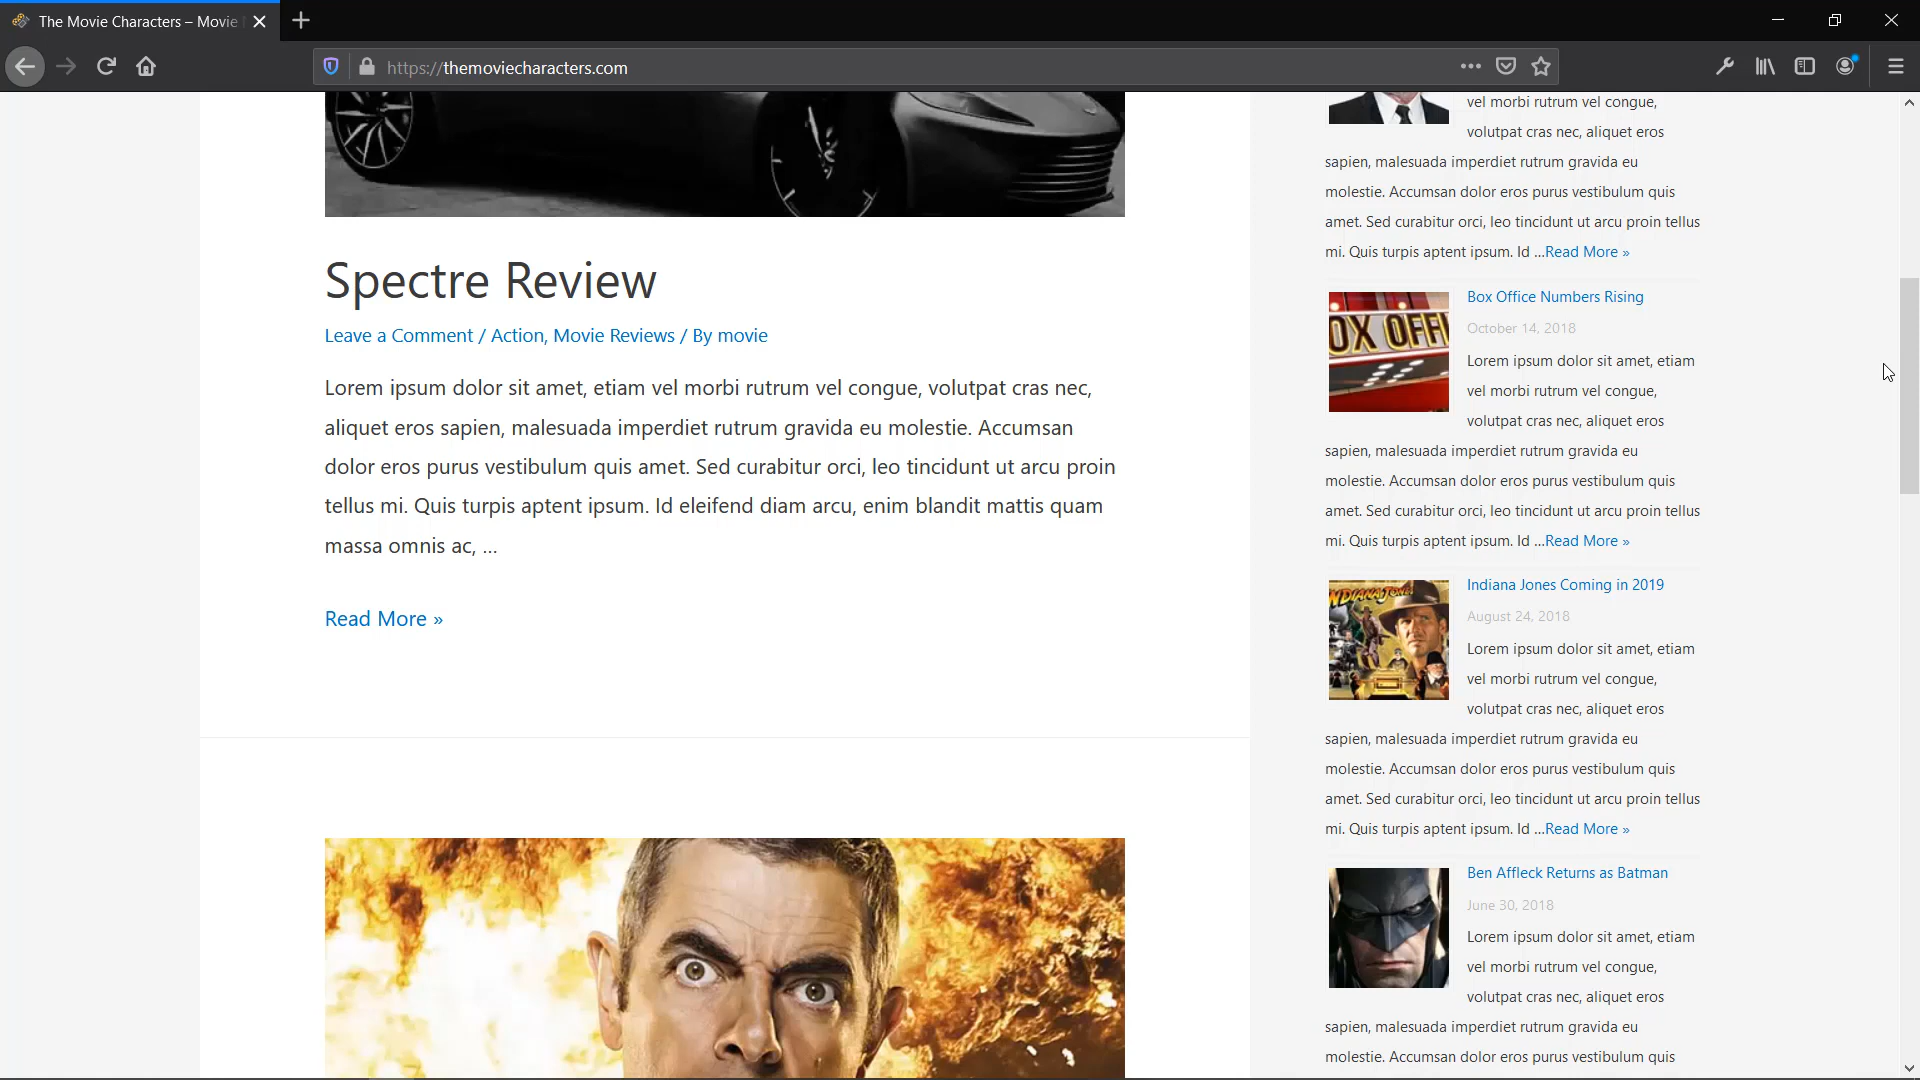 The Movie Characters – Movie
https://themoviecharacters.com
Spectre Review
Leave a Comment / Action, Movie Reviews / By movie
Lorem ipsum dolor sit amet, etiam vel morbi rutrum vel congue, volutpat cras nec,
aliquet eros sapien, malesuada imperdiet rutrum gravida eu molestie. Accumsan
dolor eros purus vestibulum quis amet. Sed curabitur orci, leo tincidunt ut arcu proin
tellus mi. Quis turpis aptent ipsum. Id eleifend diam arcu, enim blandit mattis quam
massa omnis ac, ...
Read More »
vel morbi rutrum vel congue,
volutpat cras nec, aliquet eros
sapien, malesuada imperdiet rutrum gravida eu
molestie. Accumsan dolor eros purus vestibulum quis
amet. Sed curabitur orci, leo tincidunt ut arcu proin tellus
mi. Quis turpis aptent ipsum. Id ...Read More »
OX OFFI
Box Office Numbers Rising
October 14, 2018
Lorem ipsum dolor sit amet, etiam
vel morbi rutrum vel congue,
volutpat cras nec, aliquet eros
sapien, malesuada imperdiet rutrum gravida eu
molestie. Accumsan dolor eros purus vestibulum quis
amet. Sed curabitur orci, leo tincidunt ut arcu proin tellus
mi. Quis turpis aptent ipsum. Id ...Read More »
INDIANA JONES
Indiana Jones Coming in 2019
August 24, 2018
Lorem ipsum dolor sit amet, etiam
vel morbi rutrum vel congue,
volutpat cras nec, aliquet eros
sapien, malesuada imperdiet rutrum gravida eu
molestie. Accumsan dolor eros purus vestibulum quis
amet. Sed curabitur orci, leo tincidunt ut arcu proin tellus
mi. Quis turpis aptent ipsum. Id ...Read More »
Ben Affleck Returns as Batman
June 30, 2018
Lorem ipsum dolor sit amet, etiam
vel morbi rutrum vel congue,
volutpat cras nec, aliquet eros
sapien, malesuada imperdiet rutrum gravida eu
molestie. Accumsan dolor eros purus vestibulum quis